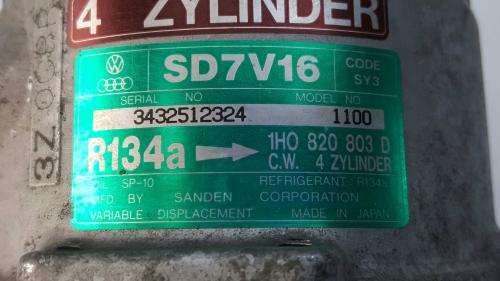 4 ZYLINDER
SD7V16
CODE
SY3
SERIAL NO
MODEL NO
3432512324
1100
R134a
1H0 820 803 D
C.W. 4 ZYLINDER
OIL SP-10
REFRIGERANT R134a
MFD BY SANDEN CORPORATION
VARIABLE DISPLACEMENT
MADE IN JAPAN